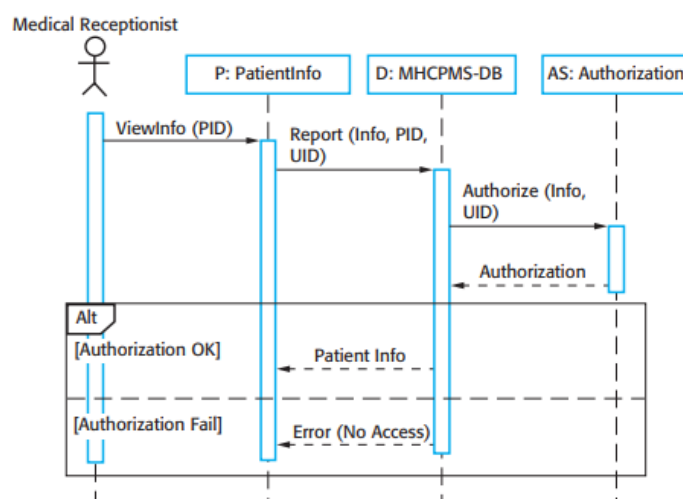 Medical Receptionist
P: PatientInfo
D: MHCPMS-DB
AS: Authorization
ViewInfo (PID)
Report (Info, PID,
UID)
Authorize (Info,
UID)
Authorization
Alt
[Authorization OK]
Patient Info
[Authorization Fail]
Error (No Access)